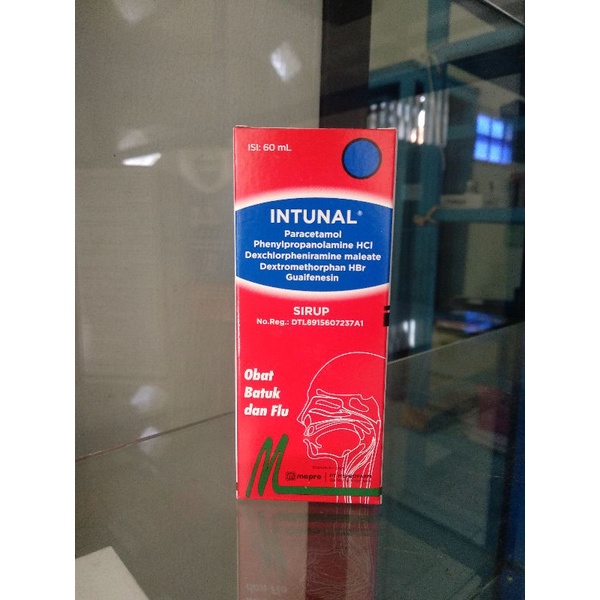 ISI: 60 mL
INTUNAL®
Paracetamol
Phenylpropanolamine HCl
Dexchlorpheniramine maleate
Dextromethorphan HBr
Guaifenesin
SIRUP
No.Reg.: DTL8915607237A1
Obat
Batuk
dan Flu
mepro